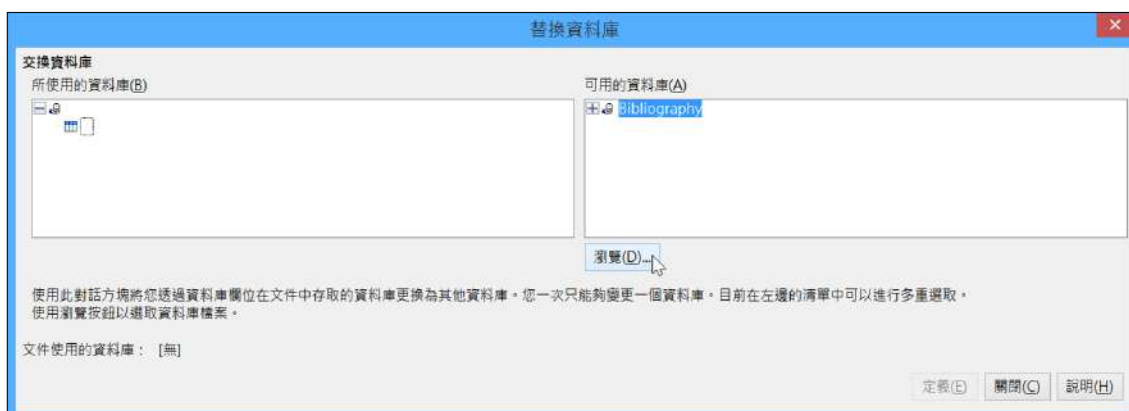 替換資料庫
交換資料庫
所使用的資料庫(B)
可用的資料庫(A)
Bibliography
瀏覽(D)...
使用此對話方塊將您透過資料庫欄位在文件中存取的資料庫更換為其他資料庫。您一次只能夠變更一個資料庫。目前在左邊的清單中可以進行多重選取。
使用瀏覽按鈕以選取資料庫檔案。
文件使用的資料庫： [無]
定義(E)
關閉(C)
說明(H)